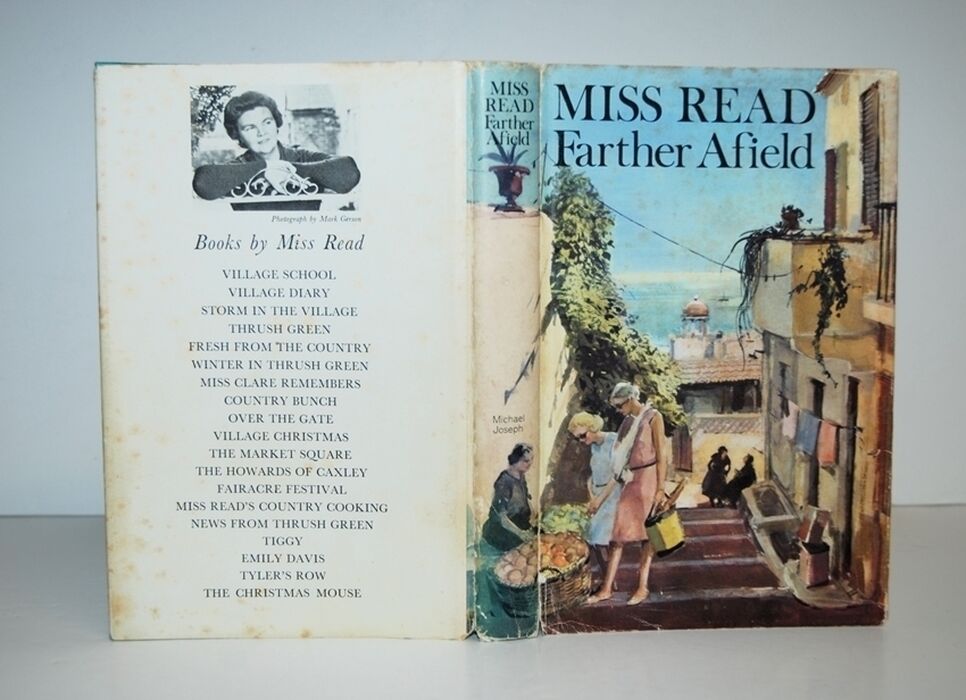 Photograph by Mark Gerson
Books by Miss Read
VILLAGE SCHOOL
VILLAGE DIARY
STORM IN THE VILLAGE
THRUSH GREEN
FRESH FROM THE COUNTRY
WINTER IN THRUSH GREEN
MISS CLARE REMEMBERS
COUNTRY BUNCH
OVER THE GATE
VILLAGE CHRISTMAS
THE MARKET SQUARE
THE HOWARDS OF CAXLEY
FAIRACRE FESTIVAL
MISS READ'S COUNTRY COOKING
NEWS FROM THRUSH GREEN
TIGGY
EMILY DAVIS
TYLER'S ROW
THE CHRISTMAS MOUSE
MISS
READ
Farther
Afield
Michael
Joseph
MISS READ
Farther Afield